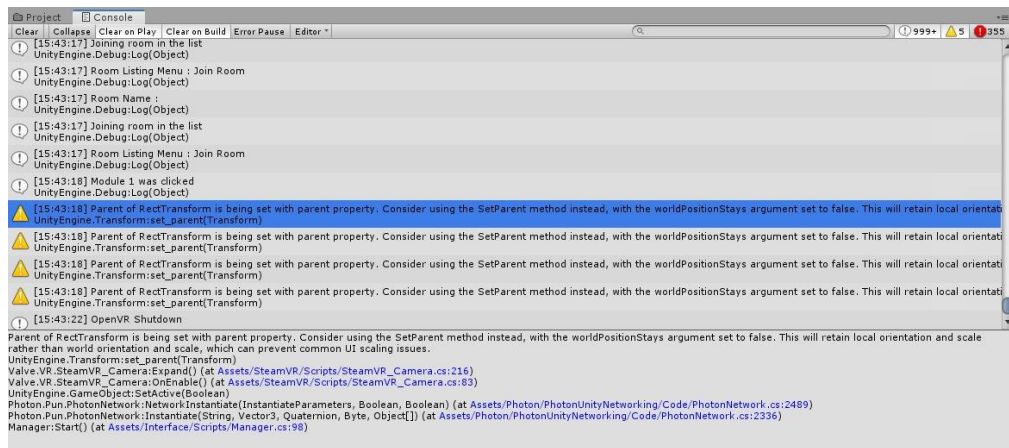 Project Console
Clear Collapse Clear on Play Clear on Build Error Pause Editor 999+ 5 355
[15:43:17] Joining room in the list
UnityEngine.Debug:Log(Object)
[15:43:17] Room Listing Menu : Join Room
UnityEngine.Debug:Log(Object)
[15:43:17] Room Name :
UnityEngine.Debug:Log(Object)
[15:43:17] Joining room in the list
UnityEngine.Debug:Log(Object)
[15:43:17] Room Listing Menu : Join Room
UnityEngine.Debug:Log(Object)
[15:43:18] Module 1 was clicked
UnityEngine.Debug:Log(Object)
[15:43:18] Parent of RectTransform is being set with parent property. Consider using the SetParent method instead, with the worldPositionStays argument set to false. This will retain local orientati
UnityEngine.Transform:set_parent(Transform)
[15:43:18] Parent of RectTransform is being set with parent property. Consider using the SetParent method instead, with the worldPositionStays argument set to false. This will retain local orientati
UnityEngine.Transform:set_parent(Transform)
[15:43:18] Parent of RectTransform is being set with parent property. Consider using the SetParent method instead, with the worldPositionStays argument set to false. This will retain local orientati
UnityEngine.Transform:set_parent(Transform)
[15:43:18] Parent of RectTransform is being set with parent property. Consider using the SetParent method instead, with the worldPositionStays argument set to false. This will retain local orientati
UnityEngine.Transform:set_parent(Transform)
[15:43:22] OpenVR Shutdown
Parent of RectTransform is being set with parent property. Consider using the SetParent method instead, with the worldPositionStays argument set to false. This will retain local orientation and scale
rather than world orientation and scale, which can prevent common UI scaling issues.
UnityEngine.Transform:set_parent(Transform)
Valve.VR.SteamVR_Camera:Expand() (at Assets/SteamVR/Scripts/SteamVR_Camera.cs:216)
Valve.VR.SteamVR_Camera:OnEnable() (at Assets/SteamVR/Scripts/SteamVR_Camera.cs:83)
UnityEngine.GameObject:SetActive(Boolean)
Photon.Pun.PhotonNetwork:NetworkInstantiate(InstantiateParameters, Boolean, Boolean) (at Assets/Photon/PhotonUnityNetworking/Code/PhotonNetwork.cs:2489)
Photon.Pun.PhotonNetwork:Instantiate(String, Vector3, Quaternion, Byte, Object[]) (at Assets/Photon/PhotonUnityNetworking/Code/PhotonNetwork.cs:2336)
Manager:Start() (at Assets/Interface/Scripts/Manager.cs:98)